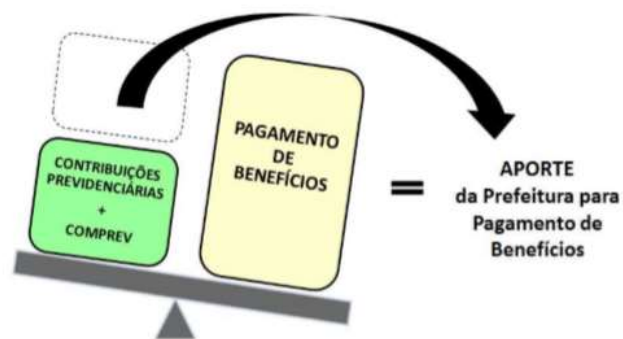 CONTRIBUIÇÕES
PREVIDENCIÁRIAS
+
COMPREV
PAGAMENTO
DE
BENEFÍCIOS
=
APORTE
da Prefeitura para
Pagamento de
Benefícios